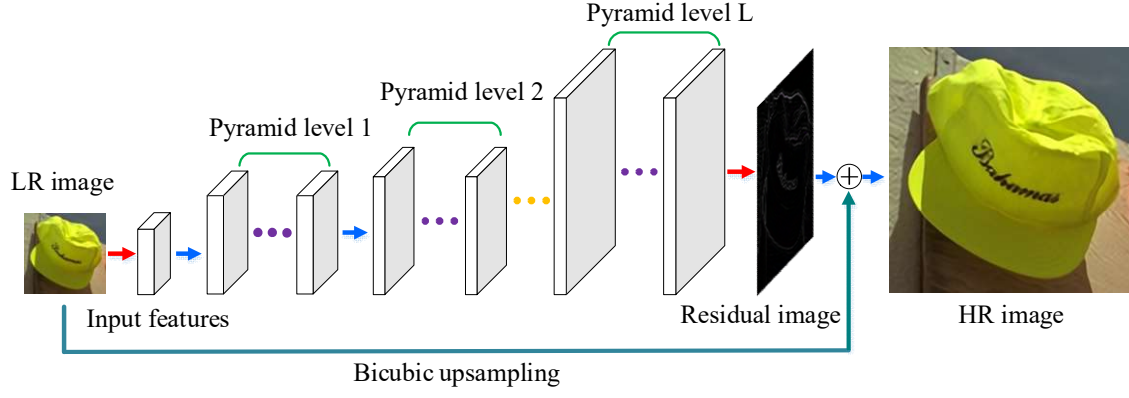 Pyramid level L
Pyramid level 2
Pyramid level 1
LR image
Bahamas
Bahamas
Input features
Residual image
HR image
Bicubic upsampling